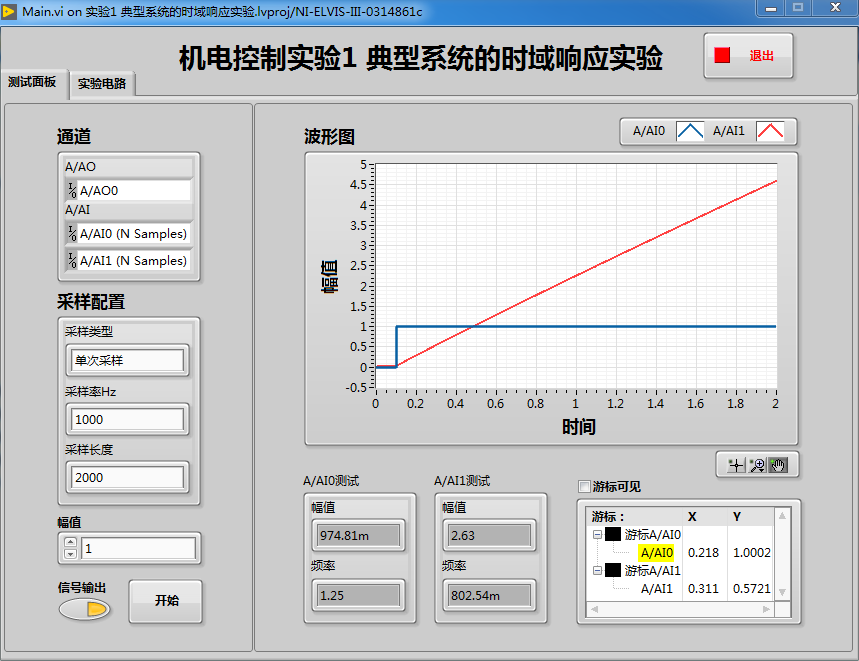 Main.vi on 实验1 典型系统的时域响应实验.lvproj/NI-ELVIS-III-0314861c
机电控制实验1 典型系统的时域响应实验
退出
测试面板
实验电路
通道
A/AO
A/AO0
A/AI
A/AI0 (N Samples)
A/AI1 (N Samples)
采样配置
采样类型
单次采样
采样率Hz
1000
采样长度
2000
幅值
1
信号输出
开始
波形图
A/AI0
A/AI1
幅值
5
4.5
4
3.5
3
2.5
2
1.5
1
0.5
0
-0.5
0 0.2 0.4 0.6 0.8 1 1.2 1.4 1.6 1.8 2
时间
A/AI0测试
幅值
974.81m
频率
1.25
A/AI1测试
幅值
2.63
频率
802.54m
游标可见
游标： X Y
游标A/AI0
A/AI0 0.218 1.0002
游标A/AI1
A/AI1 0.311 0.5721